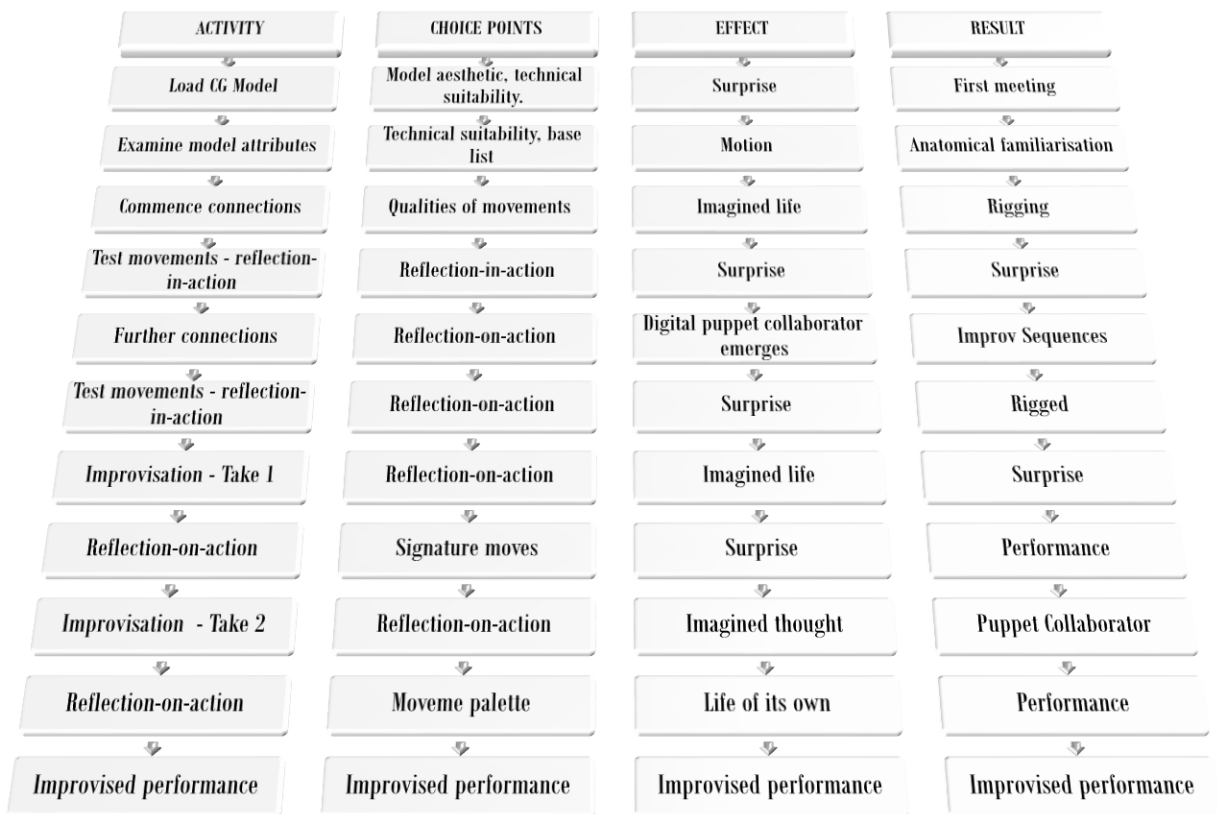 ACTIVITY
CHOICE POINTS
EFFECT
RESULT
Load CG Model
Model aesthetic, technical
suitability.
Surprise
First meeting
Examine model attributes
Technical suitability, base
list
Motion
Anatomical familiarisation
Commence connections
Qualities of movements
Imagined life
Rigging
Test movements - reflection-
in-action
Reflection-in-action
Surprise
Surprise
Further connections
Reflection-on-action
Digital puppet collaborator
emerges
Improv Sequences
Test movements - reflection-
in-action
Reflection-on-action
Surprise
Rigged
Improvisation - Take 1
Reflection-on-action
Imagined life
Surprise
Reflection-on-action
Signature moves
Surprise
Performance
Improvisation - Take 2
Reflection-on-action
Imagined thought
Puppet Collaborator
Reflection-on-action
Moveme palette
Life of its own
Performance
Improvised performance
Improvised performance
Improvised performance
Improvised performance